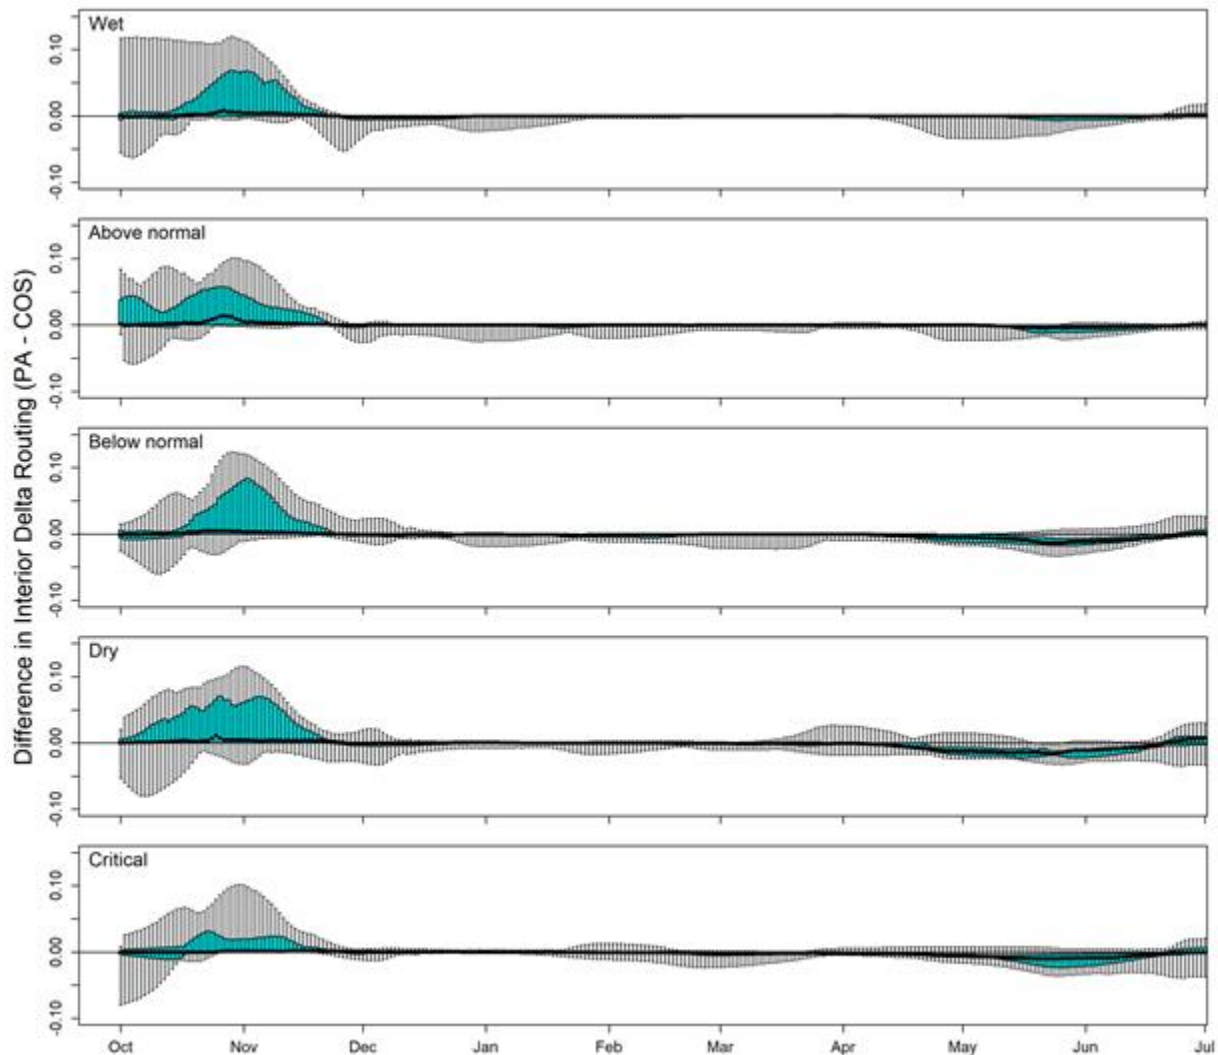 Difference in Interior Delta Routing (PA - COS)
Wet
0.10
0.00
-0.10
Above normal
0.10
0.00
-0.10
Below normal
0.10
0.00
-0.10
Dry
0.10
0.00
-0.10
Critical
0.10
0.00
-0.10
Oct Nov Dec Jan Feb Mar Apr May Jun Jul